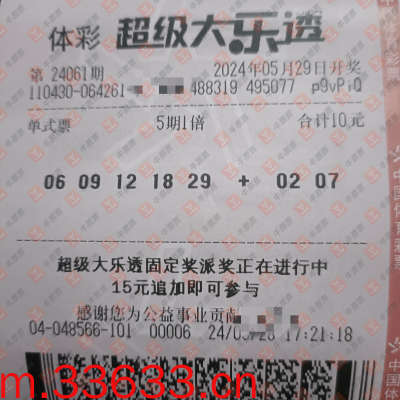 体彩 超级大乐透
第 24061期 2024年05月29日开奖
110430-064261- 488319 495077 p9vPiQ
单式票 5期1倍 合计10元
06 09 12 18 29 + 02 07
超级大乐透固定奖派奖正在进行中
15元追加即可参与
感谢您为公益事业贡献
04-048566-101 00006 24/05/28 17:21:18
m.33633.cn